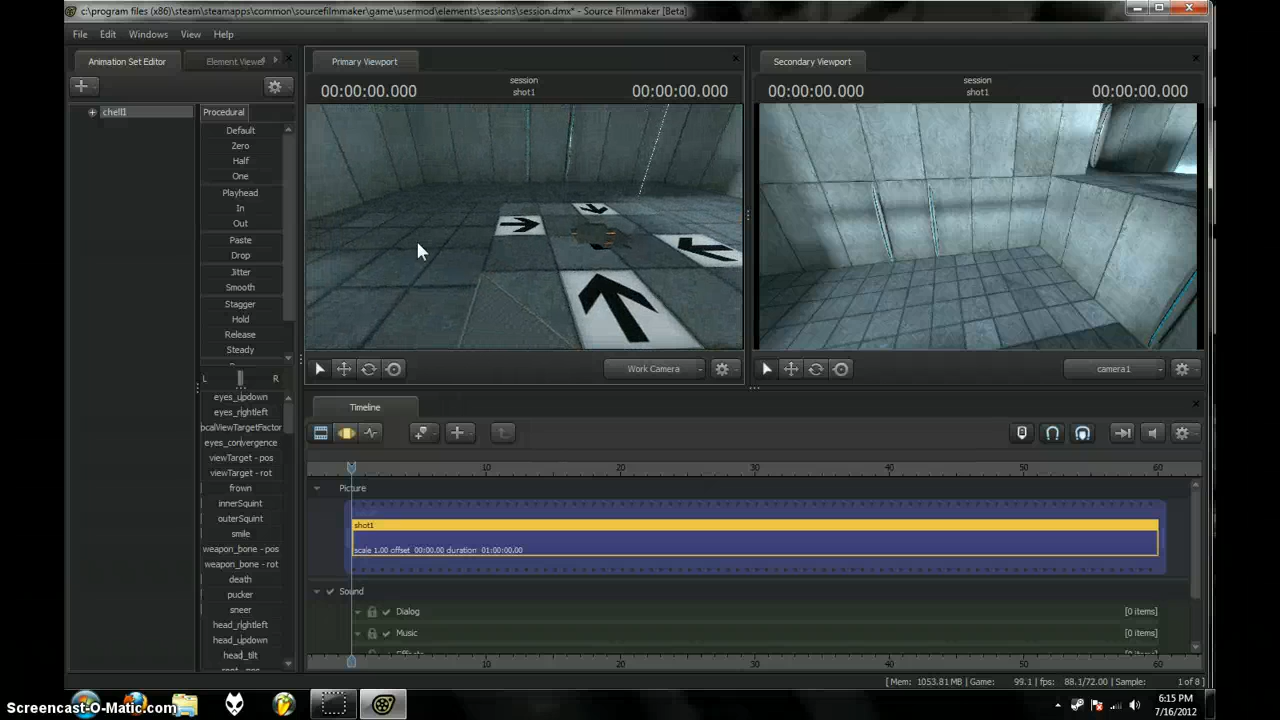 c:\program files (x86)\steam\steamapps\common\sourcefilmmaker\game\usermod\elements\sessions\session.dmx* - Source Filmmaker [Beta]
File Edit Windows View Help
Animation Set Editor
Element Viewer
Primary Viewport
Secondary Viewport
00:00:00.000
session
shot1
00:00:00.000
00:00:00.000
session
shot1
00:00:00.000
chell1
Procedural
Default
Zero
Half
One
Playhead
In
Out
Paste
Drop
Jitter
Smooth
Stagger
Hold
Release
Steady
L R
Work Camera
camera1
eyes_updown
eyes_rightleft
ocalViewTargetFactor
eyes_convergence
viewTarget - pos
viewTarget - rot
frown
innerSquint
outerSquint
smile
weapon_bone - pos
weapon_bone - rot
death
pucker
sneer
head_rightleft
head_updown
head_tilt
Timeline
10 20 30 40 50 60
Picture
shot1
scale 1.00 offset 00:00.00 duration 01:00:00.00
Sound
Dialog [0 items]
Music [0 items]
10 20 30 40 50 60
[ Mem: 1053.81 MB | Game: 99.1 | fps: 88.1/72.00 | Sample: 1 of 8 ]
Screencast-O-Matic.com
6:15 PM
7/16/2012